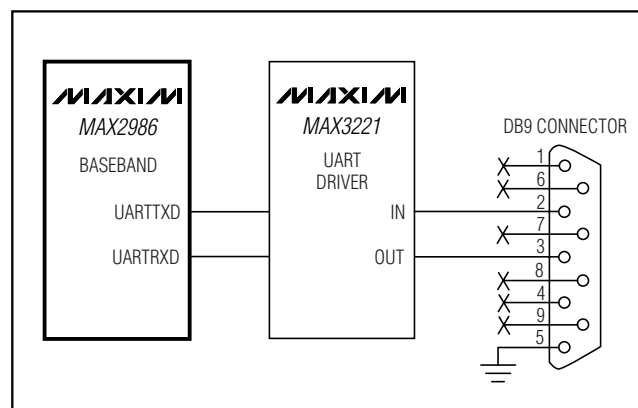 MAXIM
MAX2986
BASEBAND
UARTTXD
UARTRXD
MAXIM
MAX3221
UART
DRIVER
IN
OUT
DB9 CONNECTOR
1
6
2
7
3
8
4
9
5